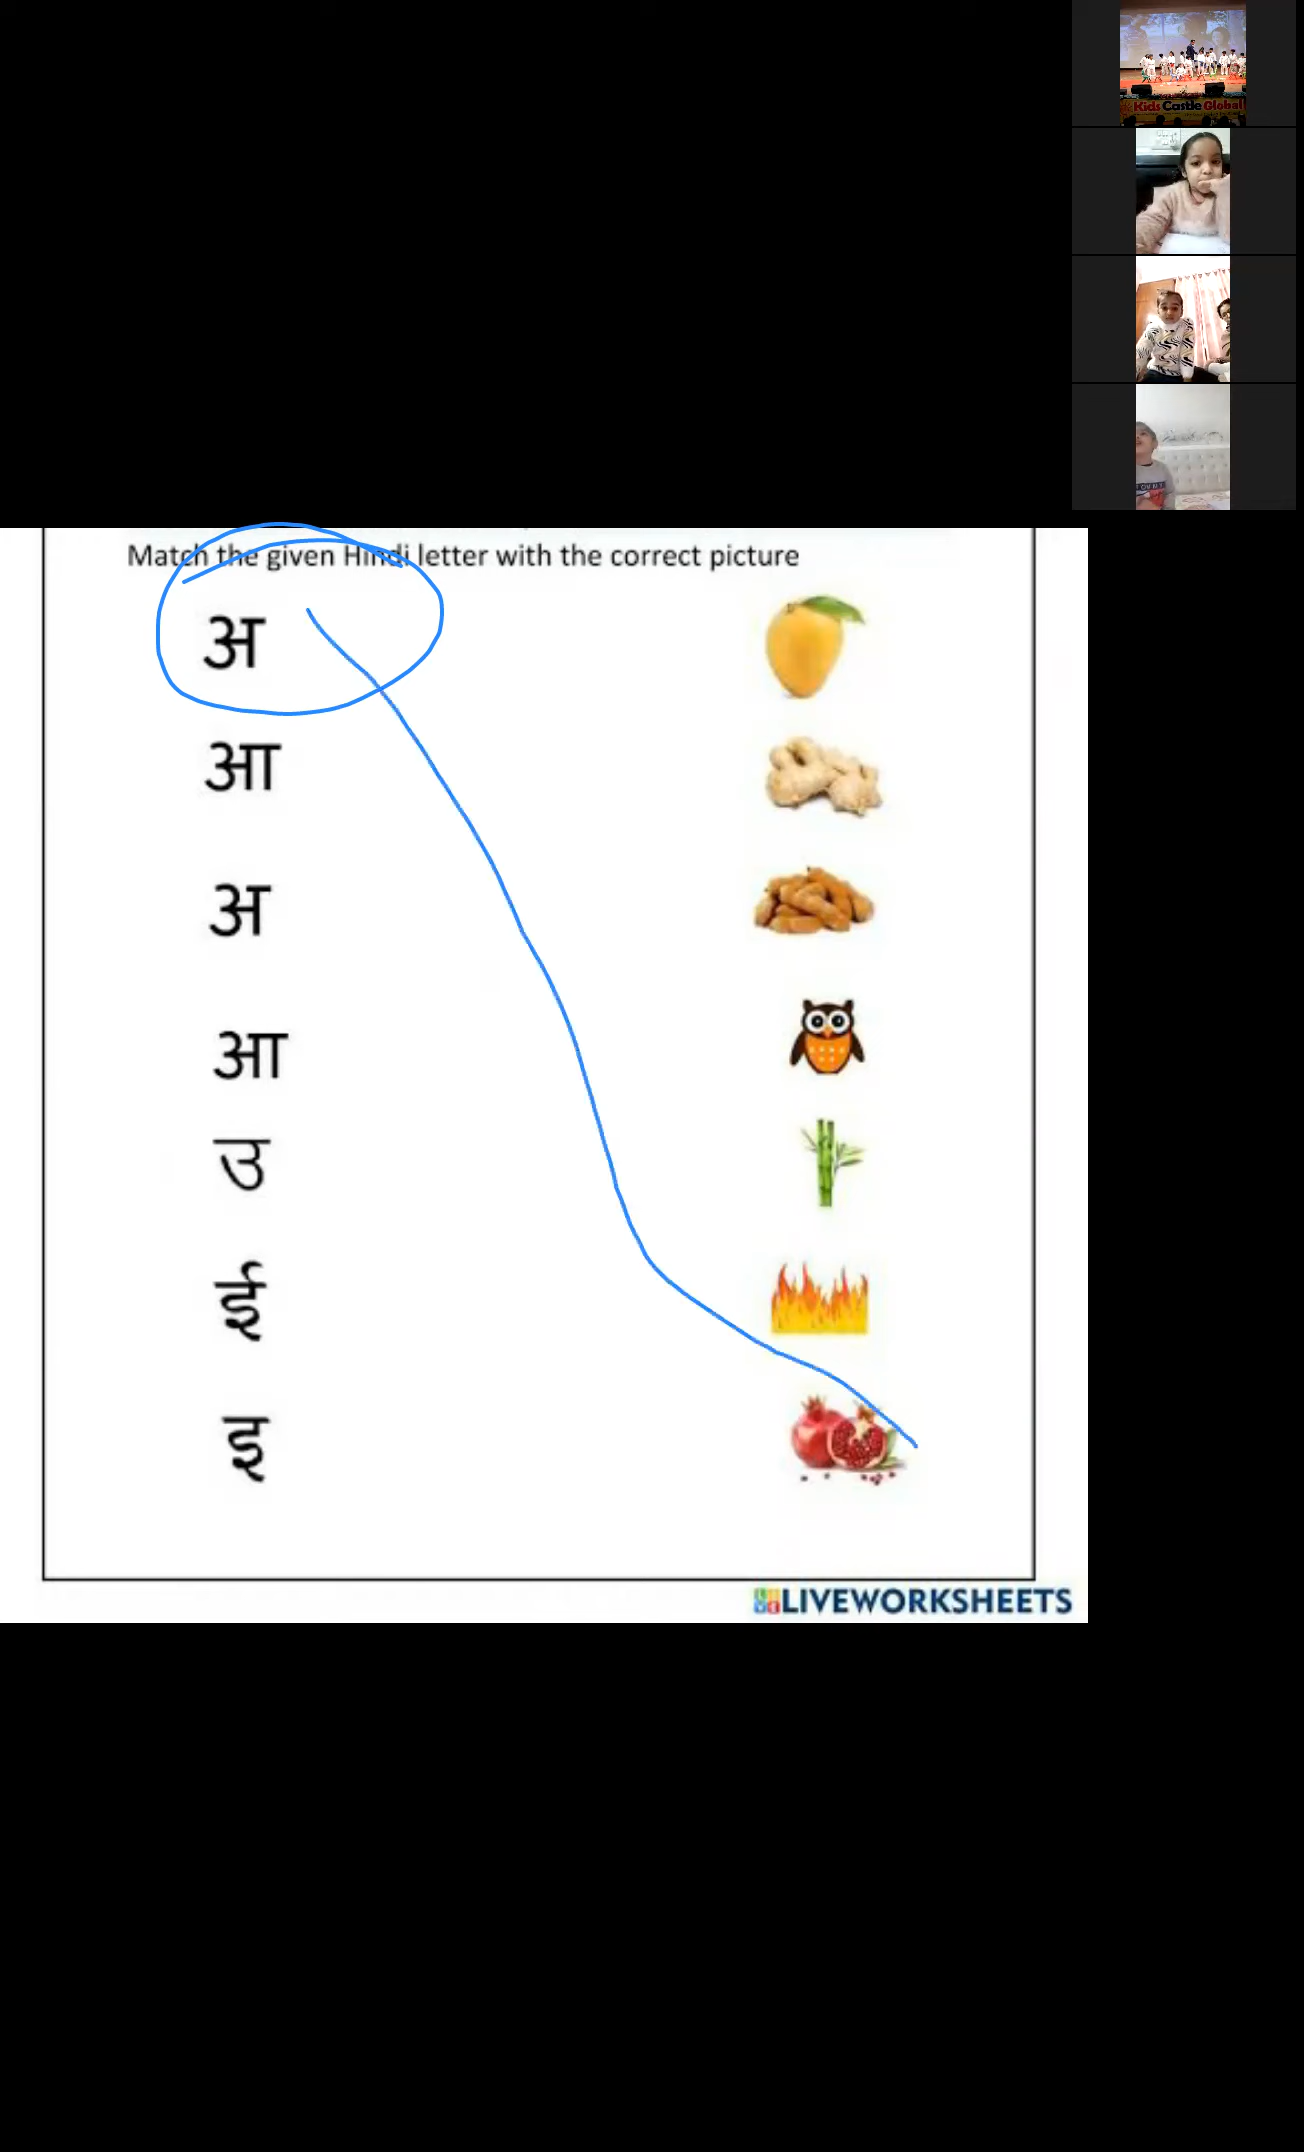 Kids Castle Global
Match the given Hindi letter with the correct picture
अ
आ
अ
आ
उ
ई
इ
LIVEWORKSHEETS